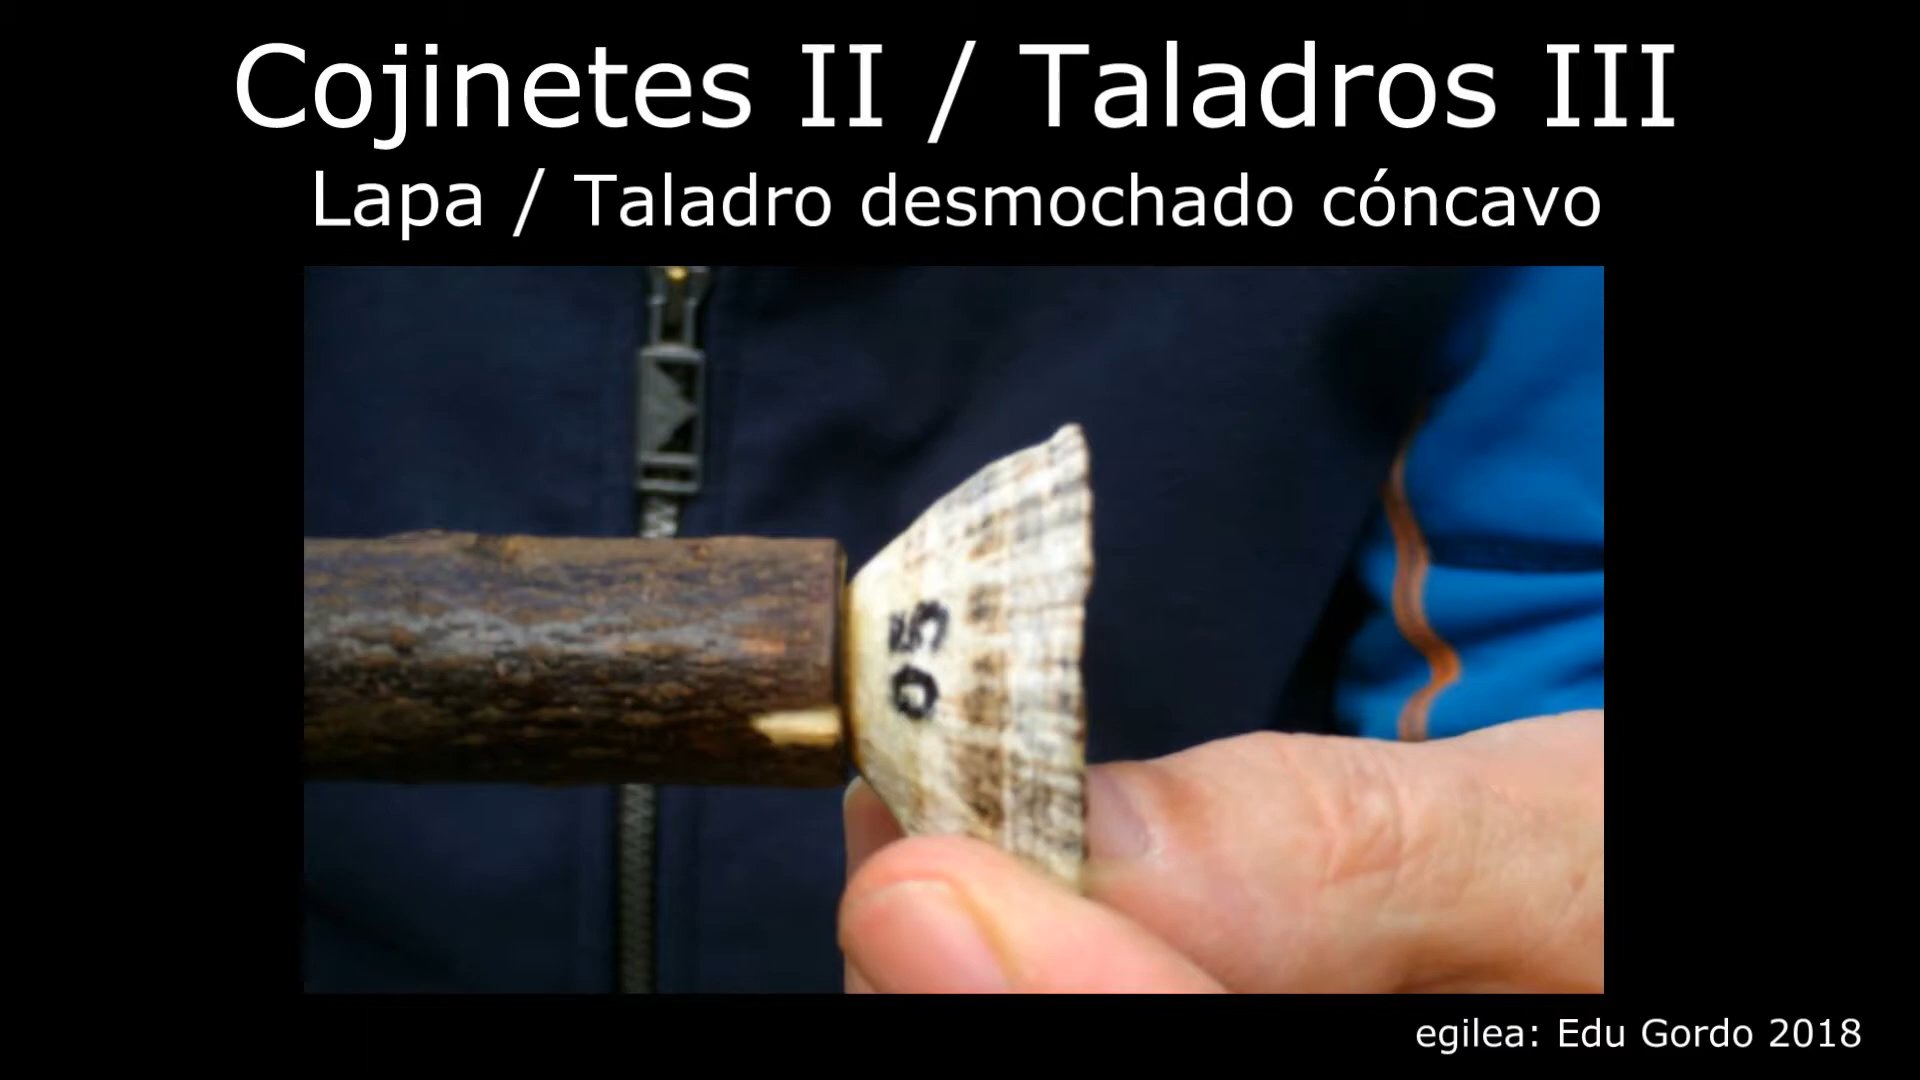 Cojinetes II / Taladros III
Lapa / Taladro desmochado cóncavo
05
egilea: Edu Gordo 2018